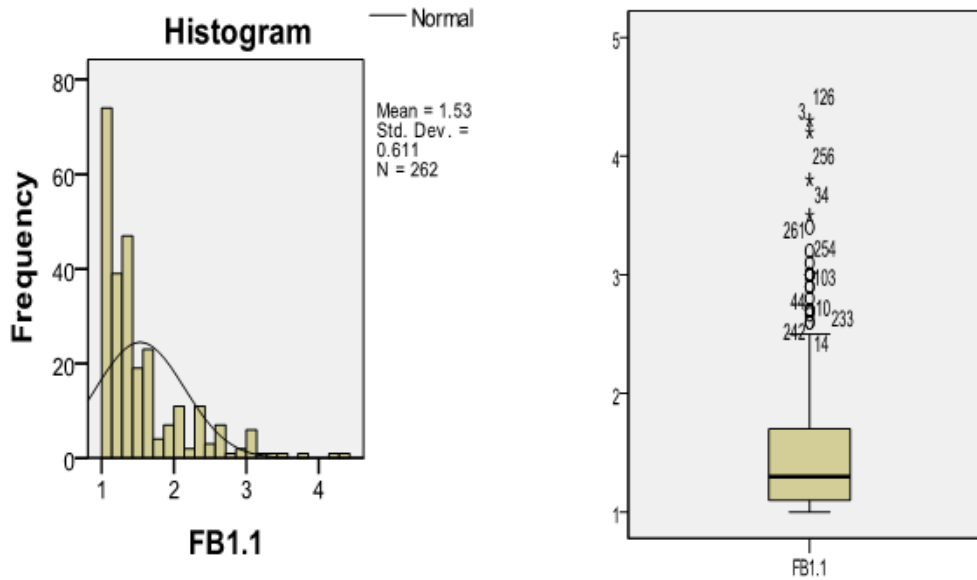 Normal
Histogram
Mean = 1.53
Std. Dev. =
0.611
N = 262
80
60
40
20
0
Frequency
1 2 3 4
FB1.1
5
4
3
2
1
126
3
256
34
261
254
103
44
10
233
242
14
FB1.1